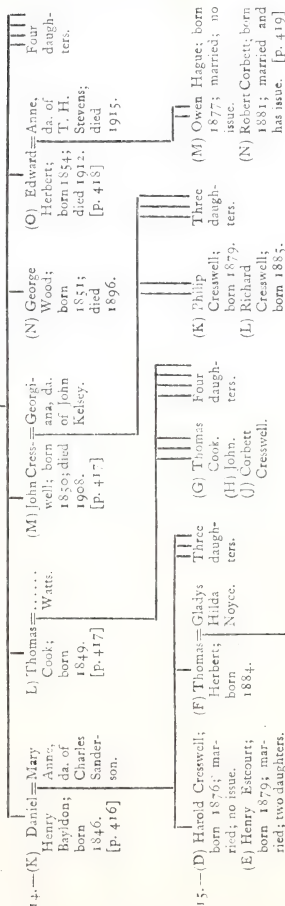 14.—(K) Daniel = Mary
Henry Anne,
Bayldon; da. of
born Charles
1846. Sander-
[p. 416] son.
L) Thomas = ......
Cook; Watts.
born
1849.
[p. 417]
(M) John Cress- = Georgi-
well; born ana, da.
1850; died of John
1908. Kelsey.
[p. 417]
(N) George
Wood;
born
1851;
died
1896.
(O) Edward = Anne,
Herbert; da. of
born 1854; T. H.
died 1912. Stevens;
[p. 418] died
1915.
Four
daugh-
ters.
15.—(D) Harold Cresswell;
born 1876; mar-
ried; no issue.
(E) Henry Estcourt;
born 1879; mar-
ried; two daughters.
(F) Thomas = Gladys
Herbert; Hilda
born Noyce.
1884.
Three
daugh-
ters.
(G) Thomas
Cook.
(H) John.
(J) Corbett
Cresswell.
Four
daugh-
ters.
(K) Philip
Cresswell;
born 1879.
(L) Richard
Cresswell;
born 1885.
Three
daugh-
ters.
(M) Owen Hague; born
1877; married; no
issue.
(N) Robert Corbett; born
1881; married and
has issue. [p. 419]